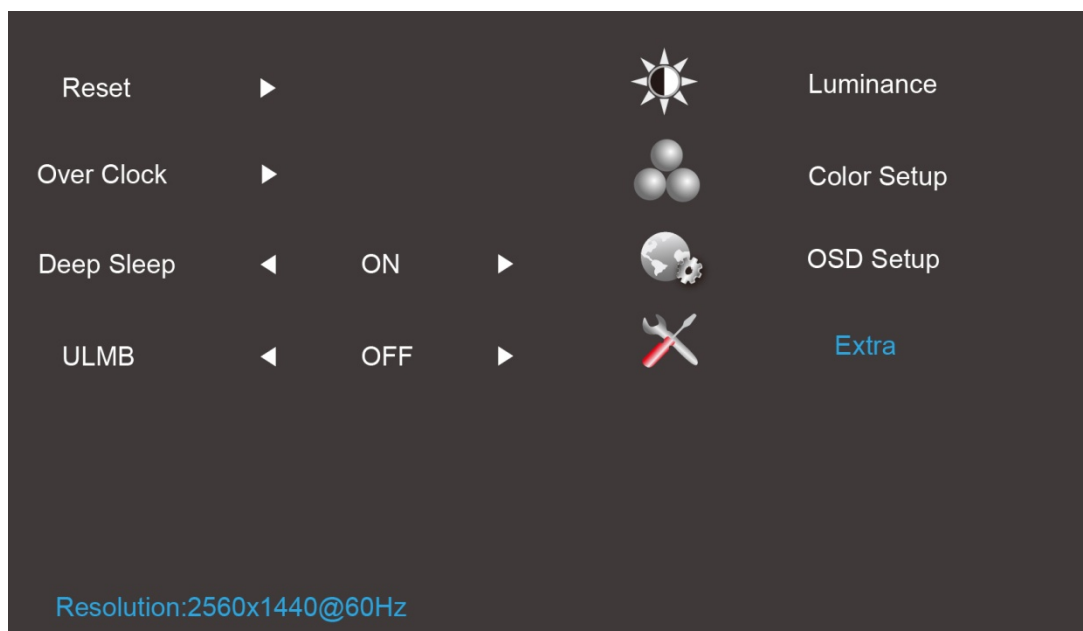 Reset
Luminance
Over Clock
Color Setup
Deep Sleep ON
OSD Setup
ULMB OFF
Extra
Resolution:2560x1440@60Hz